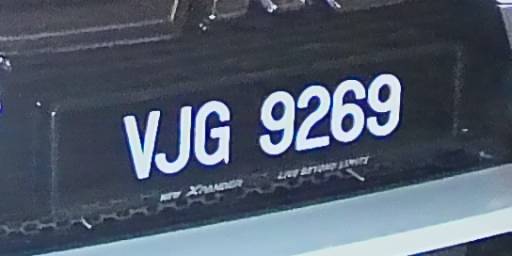 VJG 9269
NEW XPANDER LIVE BEYOND LIMITS